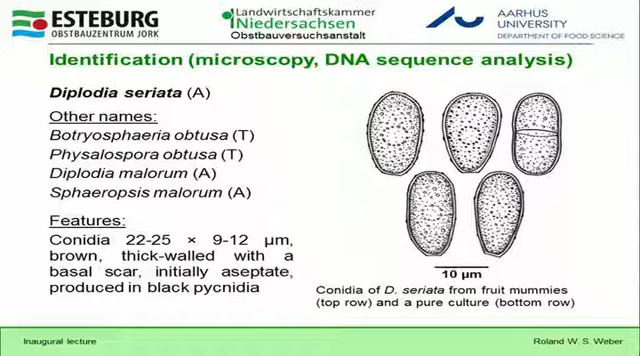 ESTEBURG
OBSTBAUZENTRUM JORK
Landwirtschaftskammer
Niedersachsen
Obstbauversuchsanstalt
AARHUS
UNIVERSITY
DEPARTMENT OF FOOD SCIENCE
Identification (microscopy, DNA sequence analysis)
Diplodia seriata (A)
Other names:
Botryosphaeria obtusa (T)
Physalospora obtusa (T)
Diplodia malorum (A)
Sphaeropsis malorum (A)
Features:
Conidia 22-25 × 9-12 µm,
brown, thick-walled with a
basal scar, initially aseptate,
produced in black pycnidia
10 µm
Conidia of D. seriata from fruit mummies
(top row) and a pure culture (bottom row)
Inaugural lecture
Roland W. S. Weber